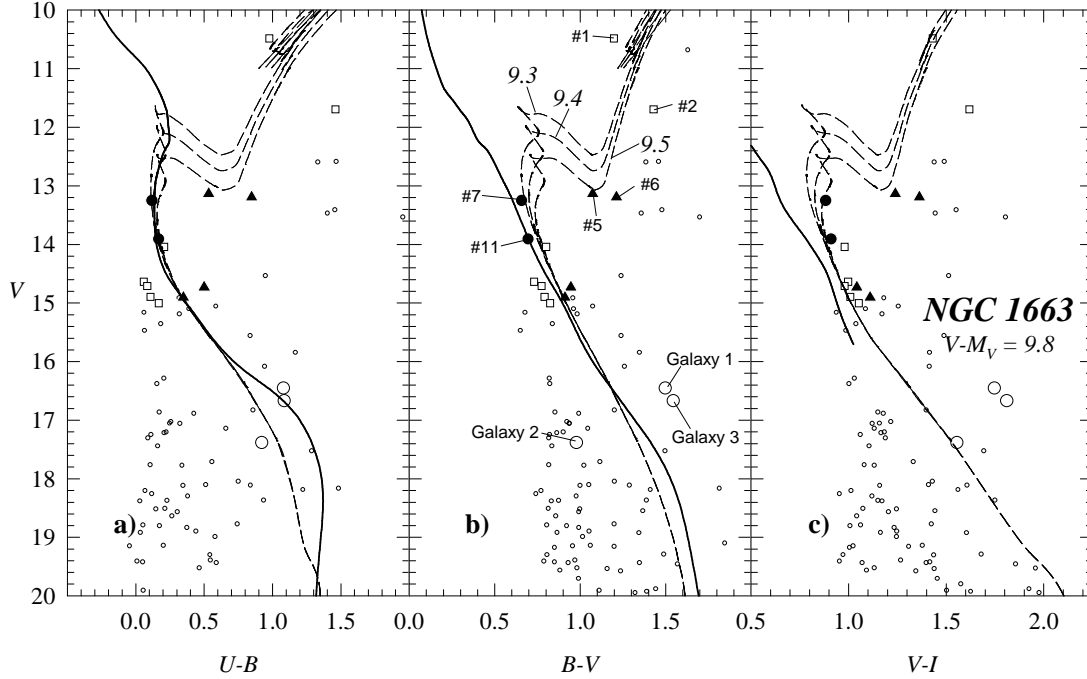 10
11
12
13
14
15
16
17
18
19
20
V
0.0
0.5
1.0
1.5
U-B
a)
#1
#2
9.3
9.4
9.5
#7
#6
#5
#11
Galaxy 1
Galaxy 2
Galaxy 3
b)
0.0
0.5
1.0
1.5
B-V
NGC 1663
V-M_V = 9.8
c)
0.5
1.0
1.5
2.0
V-I